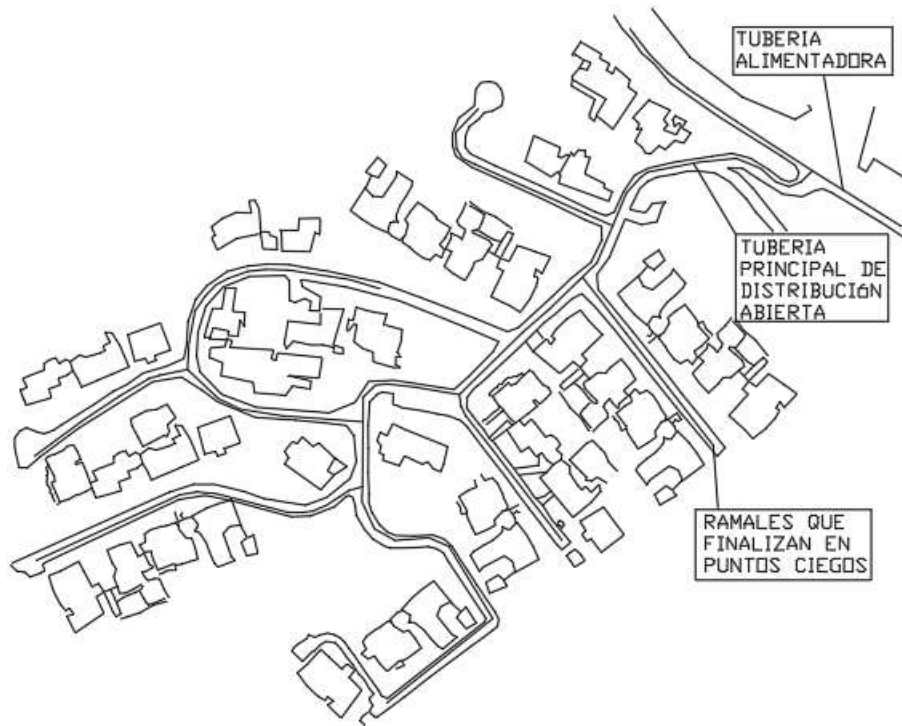 TUBERIA
ALIMENTADORA
TUBERIA
PRINCIPAL DE
DISTRIBUCIóN
ABIERTA
RAMALES QUE
FINALIZAN EN
PUNTOS CIEGOS